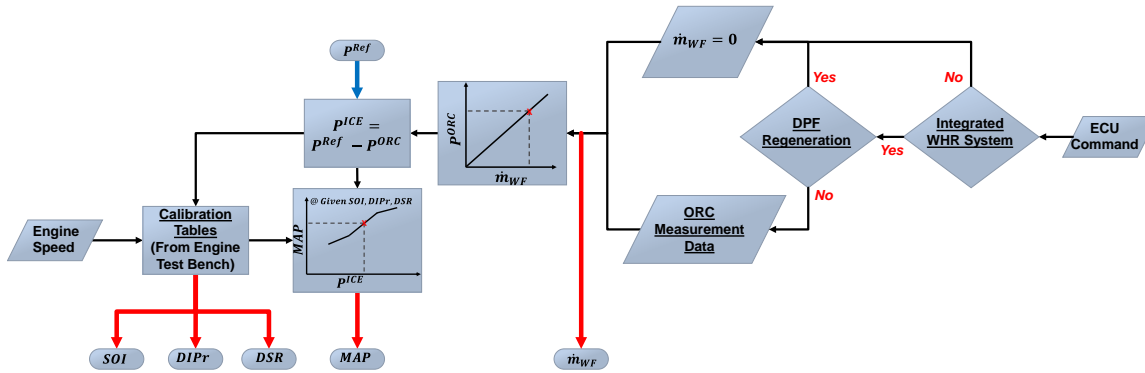 P^Ref
ṁ_WF = 0
P^ICE =
P^Ref − P^ORC
P^ORC
ṁ_WF
Yes
No
DPF
Regeneration
Yes
Integrated
WHR System
ECU
Command
No
ORC
Measurement
Data
Engine
Speed
Calibration
Tables
(From Engine
Test Bench)
@ Given SOI, DIPr, DSR
MAP
P^ICE
SOI
DIPr
DSR
MAP
ṁ_WF